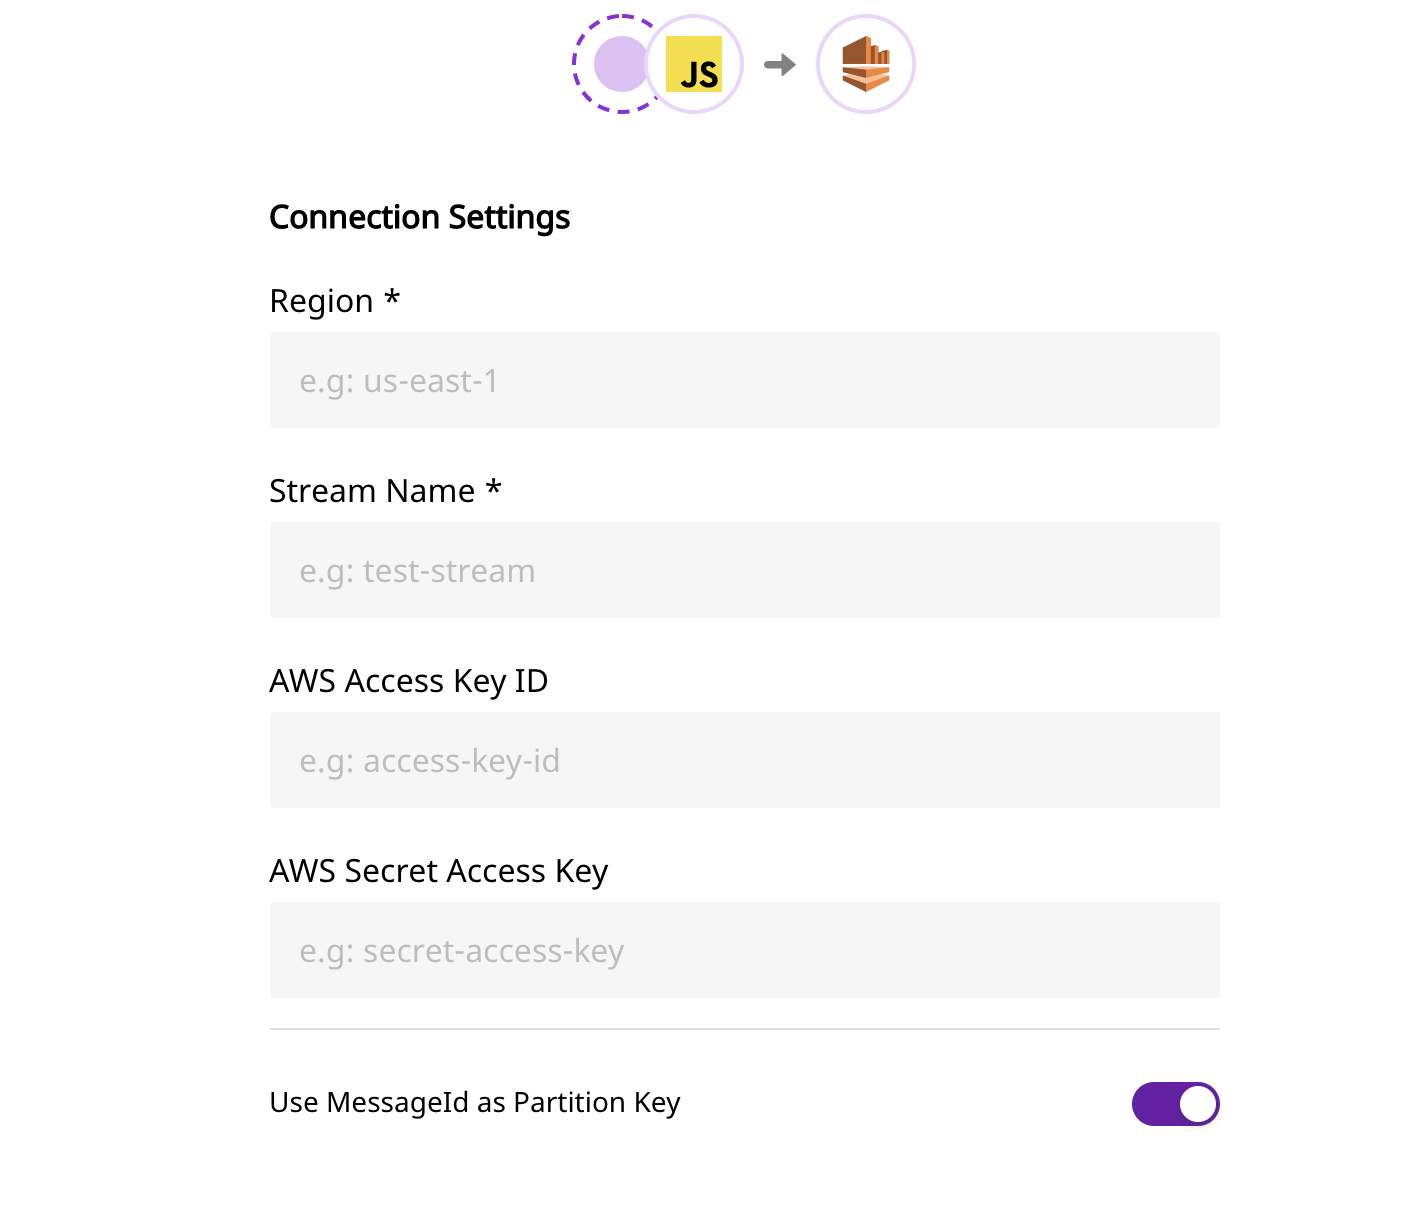 JS
Connection Settings
Region *
e.g: us-east-1
Stream Name *
e.g: test-stream
AWS Access Key ID
e.g: access-key-id
AWS Secret Access Key
e.g: secret-access-key
Use MessageId as Partition Key